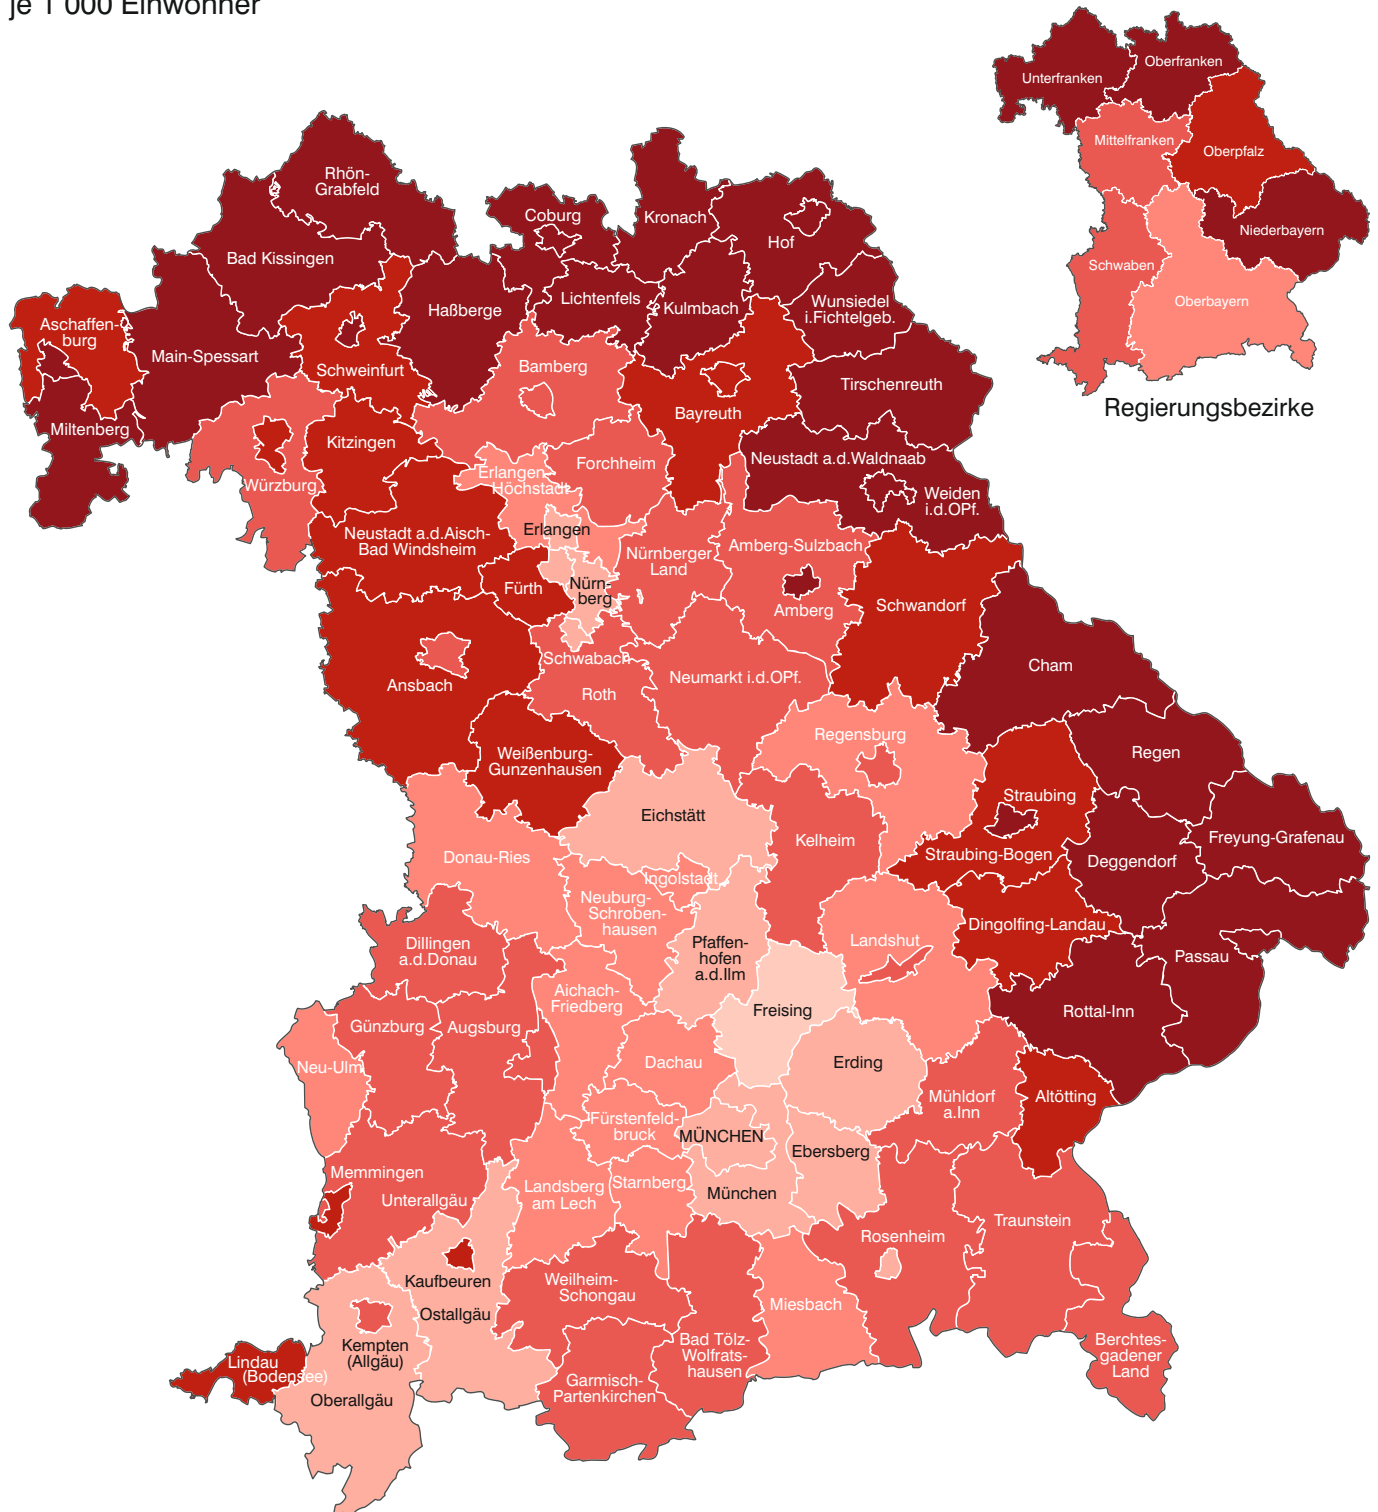 je 1 000 Einwohner
Unterfranken
Oberfranken
Mittelfranken
Oberpfalz
Niederbayern
Schwaben
Oberbayern
Regierungsbezirke
Rhön-
Grabfeld
Coburg
Kronach
Hof
Bad Kissingen
Haßberge
Lichtenfels
Kulmbach
Wunsiedel
i.Fichtelgeb.
Aschaffen-
burg
Main-Spessart
Schweinfurt
Bamberg
Bayreuth
Tirschenreuth
Miltenberg
Kitzingen
Würzburg
Erlangen-
Höchstadt
Forchheim
Neustadt a.d.Waldnaab
Weiden
i.d.OPf.
Neustadt a.d.Aisch-
Bad Windsheim
Erlangen
Nürnberger
Land
Amberg-Sulzbach
Fürth
Nürn-
berg
Amberg
Schwandorf
Ansbach
Schwabach
Roth
Neumarkt i.d.OPf.
Cham
Weißenburg-
Gunzenhausen
Regensburg
Regen
Straubing
Eichstätt
Kelheim
Straubing-Bogen
Deggendorf
Freyung-Grafenau
Donau-Ries
Ingolstadt
Neuburg-
Schroben-
hausen
Dillingen
a.d.Donau
Pfaffen-
hofen
a.d.Ilm
Landshut
Dingolfing-Landau
Passau
Aichach-
Friedberg
Freising
Rottal-Inn
Günzburg
Augsburg
Neu-Ulm
Dachau
Erding
Mühldorf
a.Inn
Altötting
Fürstenfeld-
bruck
MÜNCHEN
Ebersberg
Memmingen
Unterallgäu
Landsberg
am Lech
Starnberg
München
Rosenheim
Traunstein
Kaufbeuren
Ostallgäu
Weilheim-
Schongau
Miesbach
Kempten
(Allgäu)
Bad Tölz-
Wolfrats-
hausen
Berchtes-
gadener
Land
Lindau
(Bodensee)
Oberallgäu
Garmisch-
Partenkirchen